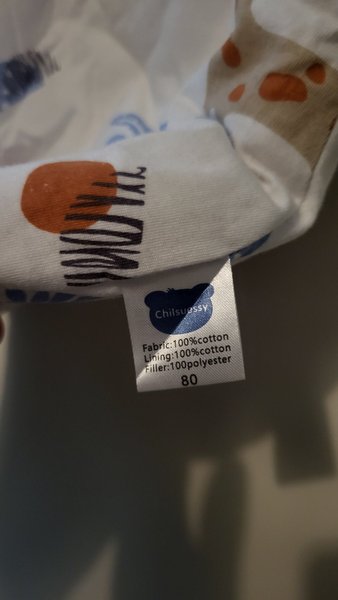 Chilsuessy
Fabric:100%cotton
Lining:100%cotton
Filler:100polyester
80